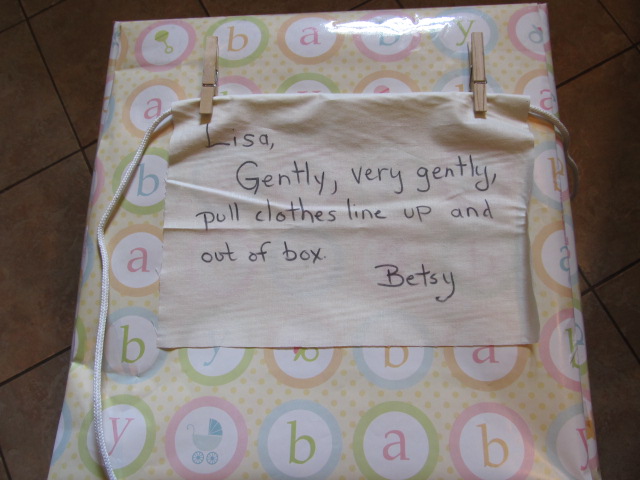 b a b y a
a
Lisa,
Gently, very gently,
b
pull clothes line up and
out of box.
a
Betsy
b y b a
y b a b